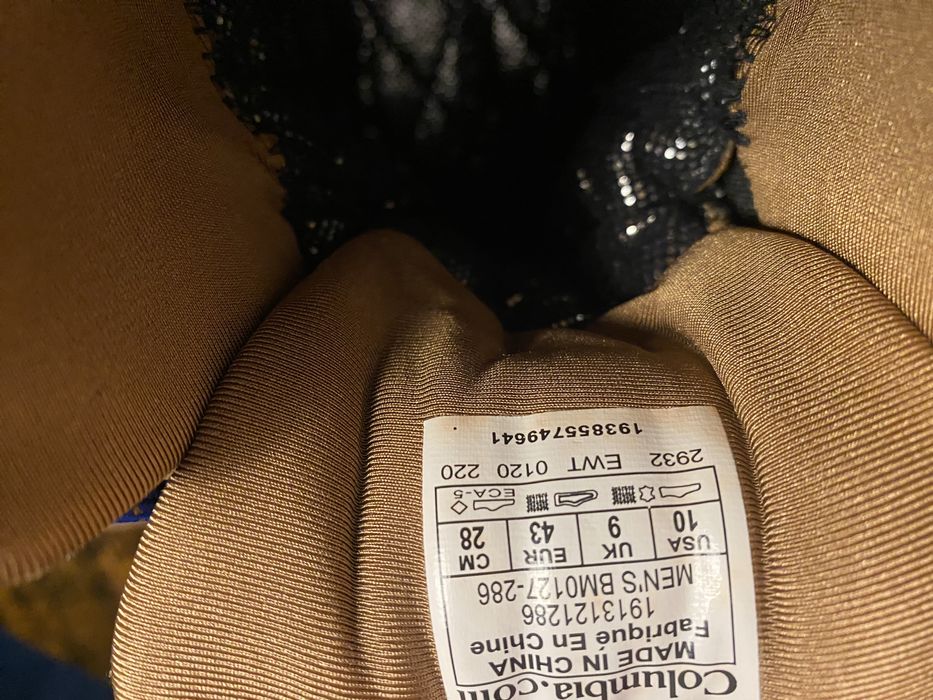 Columbia.com
MADE IN CHINA
Fabriqué En Chine
1913121286
MEN'S BM0127-286
USA UK EUR CM
10 9 43 28
ECA-5
2932 EWT 0120 220
193855749641